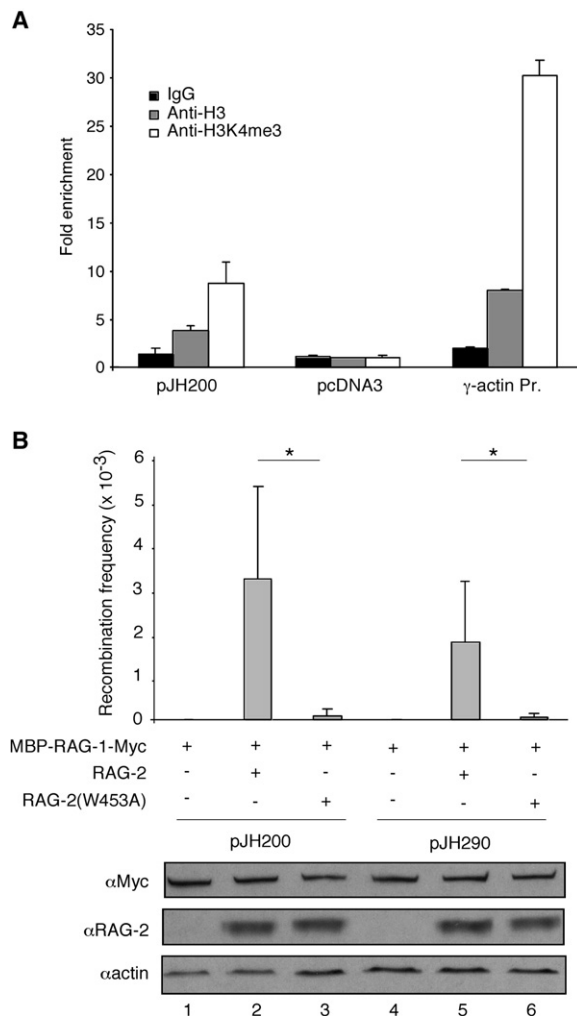 A
35
30
25
20
15
10
5
0
Fold enrichment
IgG
Anti-H3
Anti-H3K4me3
pJH200 pcDNA3 γ-actin Pr.
B
6
5
4
3
2
1
0
Recombination frequency (x 10-3)
* *
MBP-RAG-1-Myc + + + + + +
RAG-2 - + - - + -
RAG-2(W453A) - - + - - +
pJH200 pJH290
αMyc
αRAG-2
αactin
1 2 3 4 5 6